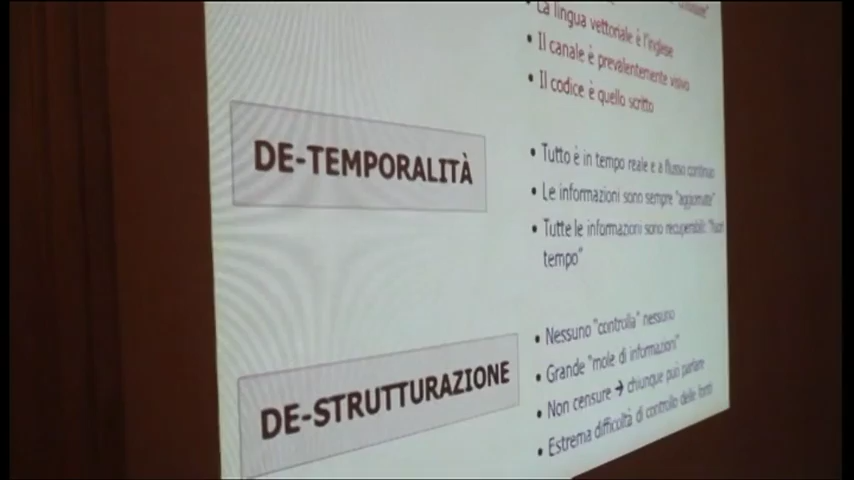 • La lingua vettoriale è l'inglese
• Il canale è prevalentemente visivo
• Il codice è quello scritto
DE-TEMPORALITÀ
• Tutto è in tempo reale e a flusso continuo
• Le informazioni sono sempre "aggiornate"
• Tutte le informazioni sono recuperabili: "fuori
tempo"
DE-STRUTTURAZIONE
• Nessuno "controlla" nessuno
• Grande "mole di informazioni"
• Non censure → chiunque può parlare
• Estrema difficoltà di controllo delle fonti